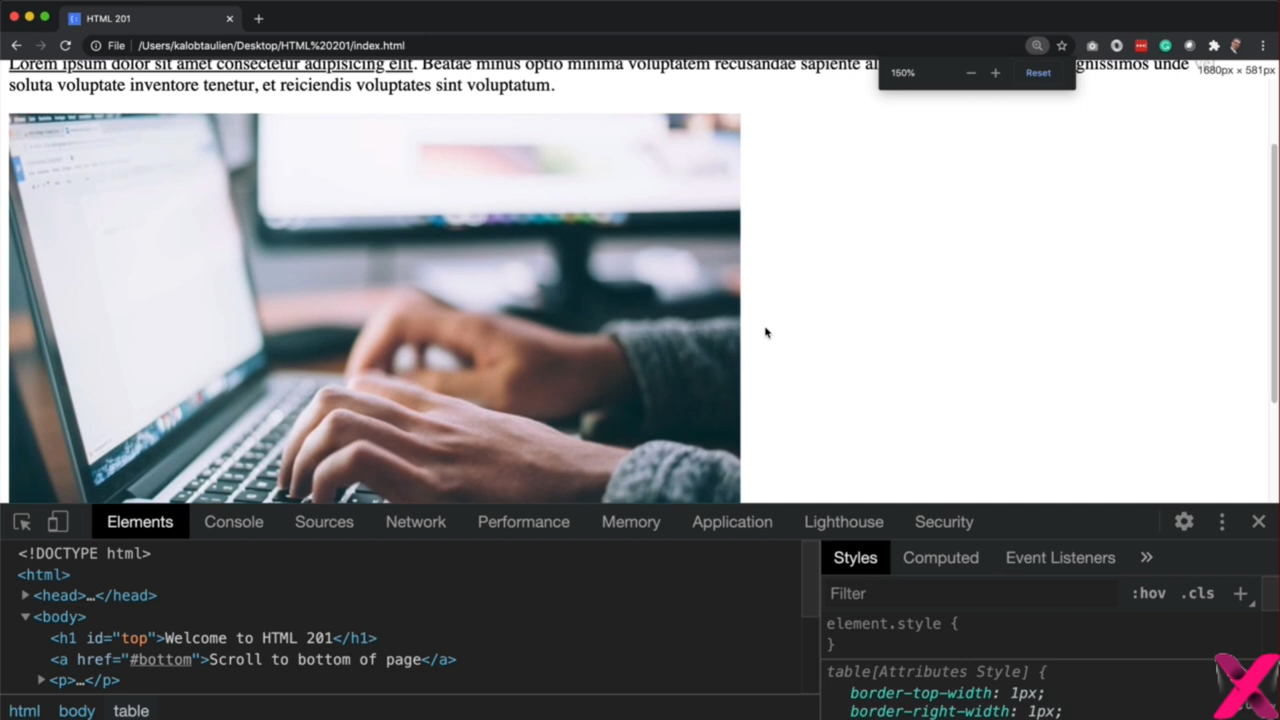 HTML 201
File /Users/kalobtaulien/Desktop/HTML%20201/index.html
150% Reset
1680px × 581px
Lorem ipsum dolor sit amet consectetur adipisicing elit. Beatae minus optio minima voluptatem recusandae sapiente unde
soluta voluptate inventore tenetur, et reiciendis voluptates sint voluptatum.
Elements Console Sources Network Performance Memory Application Lighthouse Security
<!DOCTYPE html>
<html>
<head>…</head>
<body>
<h1 id="top">Welcome to HTML 201</h1>
<a href="#bottom">Scroll to bottom of page</a>
<p>…</p>
html body table
Styles Computed Event Listeners »
Filter :hov .cls +
element.style {
}
table[Attributes Style] {
border-top-width: 1px;
border-right-width: 1px;